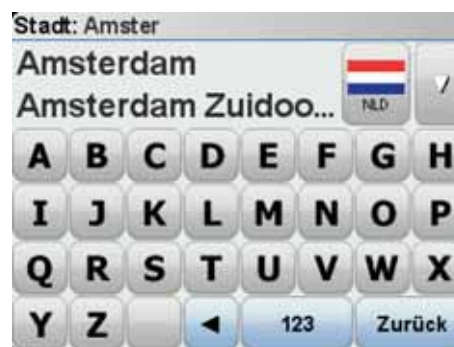 Stadt: Amster
Amsterdam
Amsterdam Zuidoo...
NLD
A B C D E F G H
I J K L M N O P
Q R S T U V W X
Y Z 123 Zurück